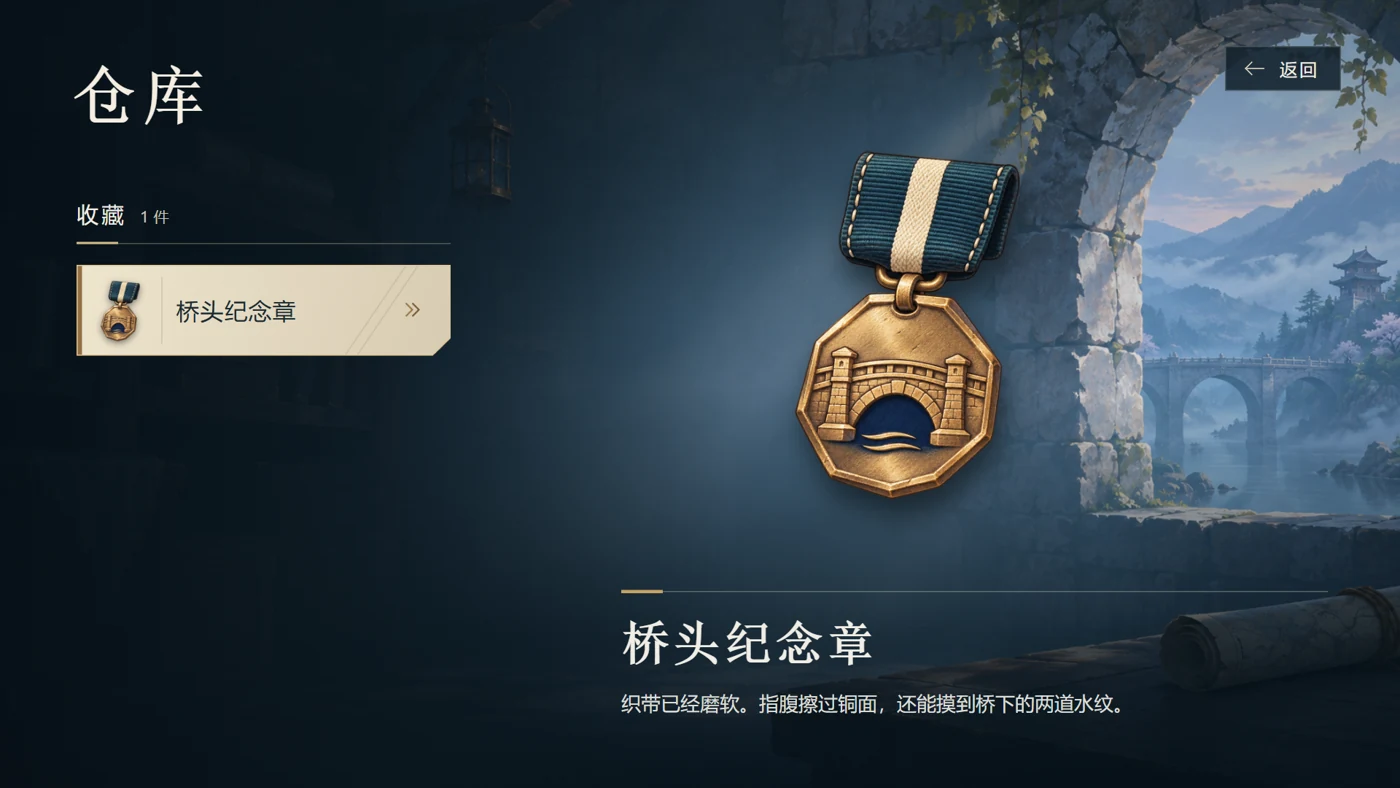 仓库
返回
收藏 1 件
桥头纪念章
桥头纪念章
织带已经磨软。指腹擦过铜面，还能摸到桥下的两道水纹。